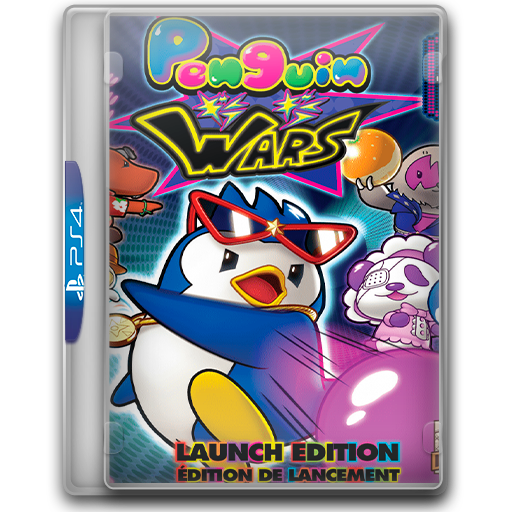 Penguin
WARS
PS4
LAUNCH EDITION
ÉDITION DE LANCEMENT